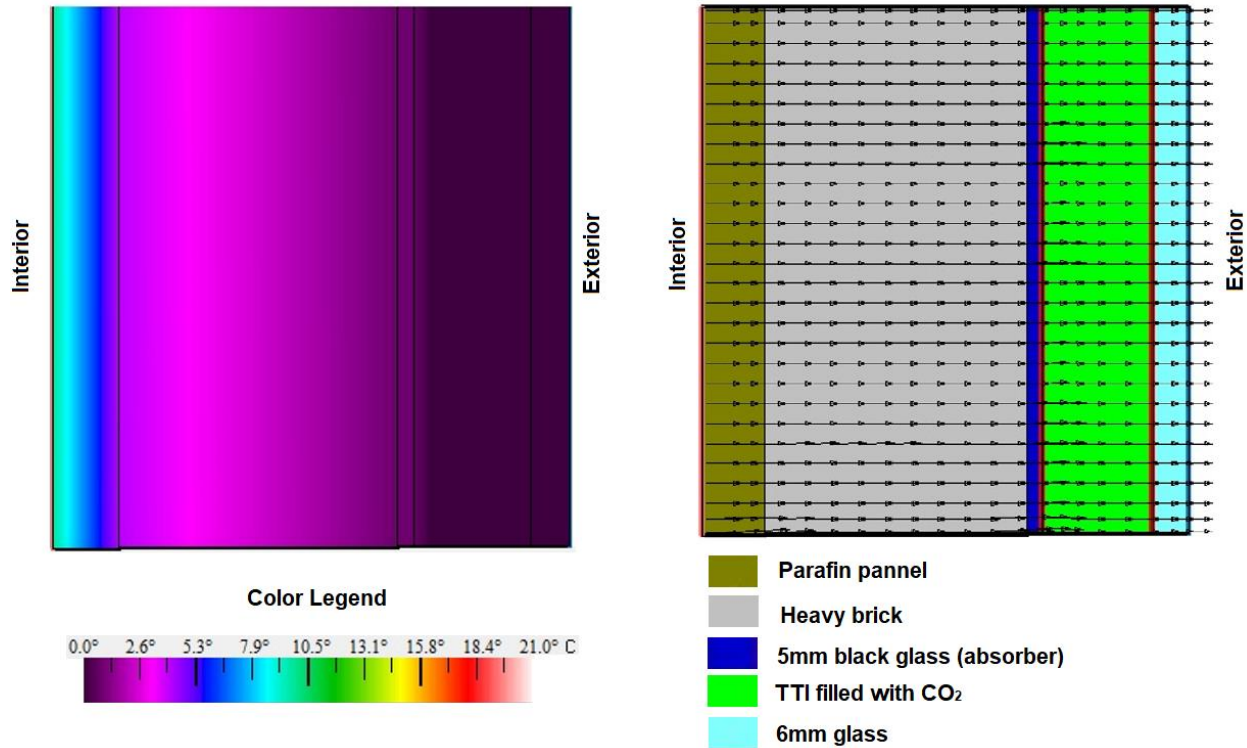 Interior
Exterior
Color Legend
0.0° 2.6° 5.3° 7.9° 10.5° 13.1° 15.8° 18.4° 21.0° C
Interior
Exterior
Parafin pannel
Heavy brick
5mm black glass (absorber)
TTI filled with CO₂
6mm glass